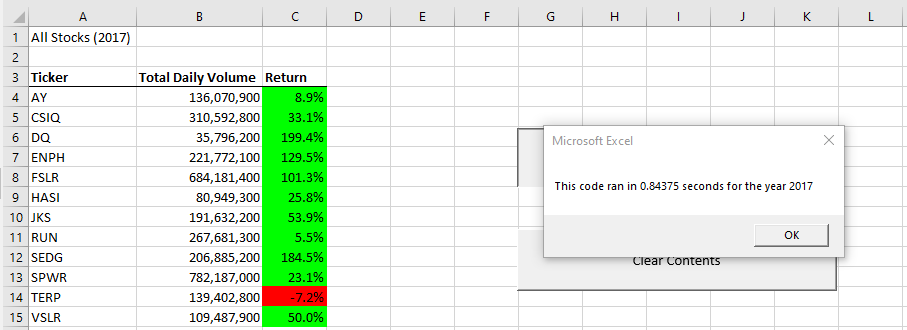 A B C D E F G H I J K L
1 All Stocks (2017)
2
3 Ticker Total Daily Volume Return
4 AY 136,070,900 8.9%
5 CSIQ 310,592,800 33.1%
6 DQ 35,796,200 199.4%
7 ENPH 221,772,100 129.5%
8 FSLR 684,181,400 101.3%
9 HASI 80,949,300 25.8%
10 JKS 191,632,200 53.9%
11 RUN 267,681,300 5.5%
12 SEDG 206,885,200 184.5%
13 SPWR 782,187,000 23.1%
14 TERP 139,402,800 -7.2%
15 VSLR 109,487,900 50.0%
Microsoft Excel
This code ran in 0.84375 seconds for the year 2017
OK
Clear Contents